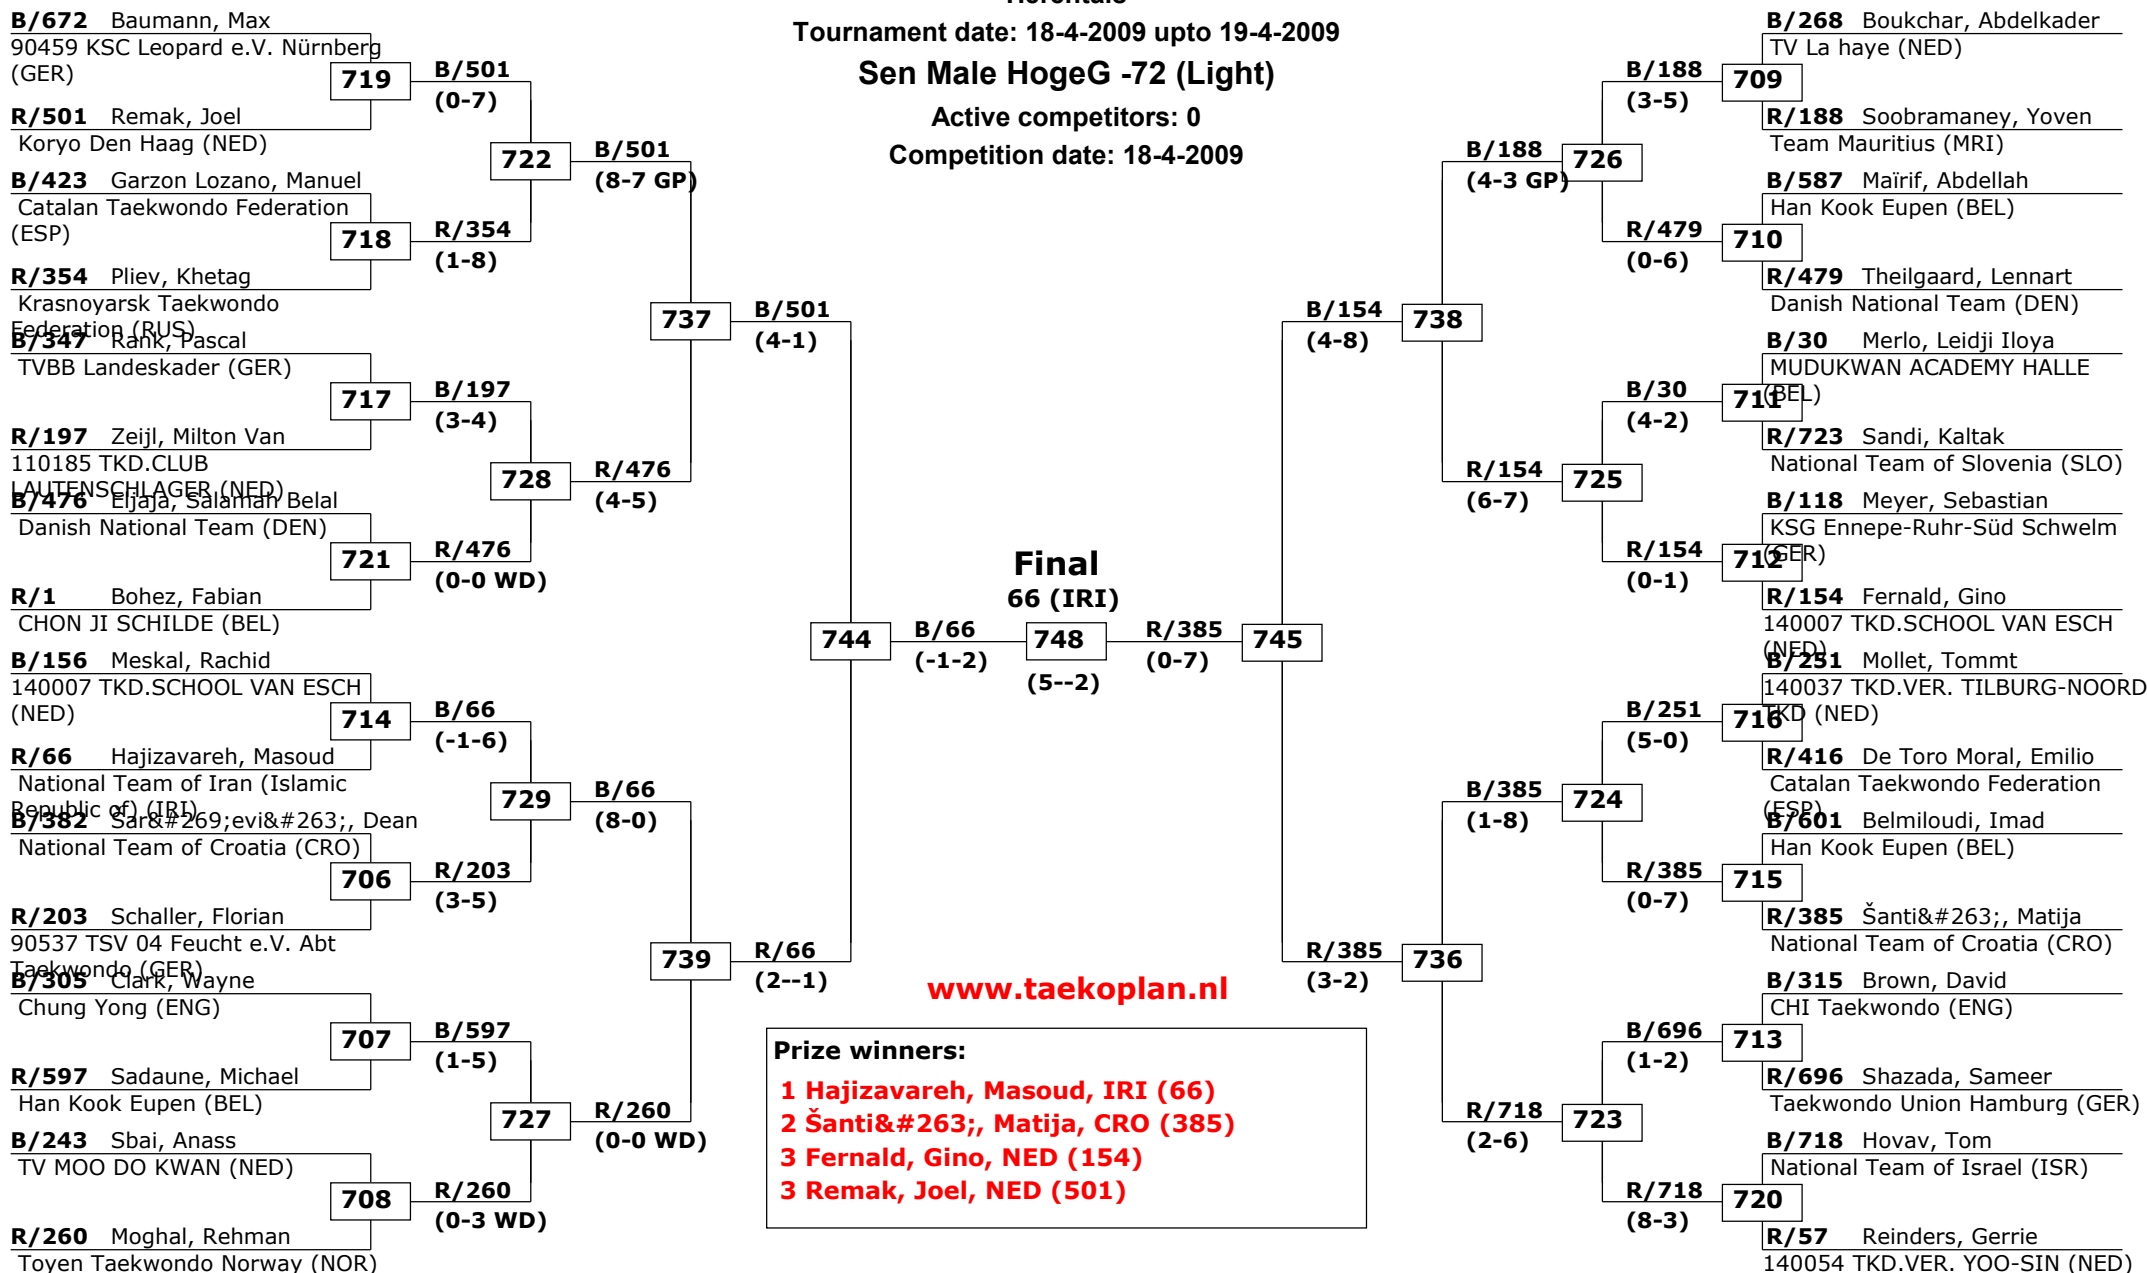 Herentals
Tournament date: 18-4-2009 upto 19-4-2009
Sen Male HogeG -72 (Light)
Active competitors: 0
Competition date: 18-4-2009
B/672 Baumann, Max
90459 KSC Leopard e.V. Nürnberg
(GER)
719
B/501
(0-7)
R/501 Remak, Joel
Koryo Den Haag (NED)
722
B/501
(8-7 GP)
B/423 Garzon Lozano, Manuel
Catalan Taekwondo Federation
(ESP)
718
R/354
(1-8)
R/354 Pliev, Khetag
Krasnoyarsk Taekwondo
Federation (RUS)
737
B/501
(4-1)
B/347 Rank, Pascal
TVBB Landeskader (GER)
717
B/197
(3-4)
R/197 Zeijl, Milton Van
110185 TKD.CLUB
LAUTENSCHLAGER (NED)
728
R/476
(4-5)
B/476 Eljaja, Salamah Belal
Danish National Team (DEN)
721
R/476
(0-0 WD)
R/1 Bohez, Fabian
CHON JI SCHILDE (BEL)
744
B/66
(-1-2)
B/156 Meskal, Rachid
140007 TKD.SCHOOL VAN ESCH
(NED)
714
B/66
(-1-6)
R/66 Hajizavareh, Masoud
National Team of Iran (Islamic
Republic of) (IRI)
729
B/66
(8-0)
B/382 Šar&#269;evi&#263;, Dean
National Team of Croatia (CRO)
706
R/203
(3-5)
R/203 Schaller, Florian
90537 TSV 04 Feucht e.V. Abt
Taekwondo (GER)
739
R/66
(2--1)
B/305 Clark, Wayne
Chung Yong (ENG)
707
B/597
(1-5)
R/597 Sadaune, Michael
Han Kook Eupen (BEL)
727
R/260
(0-0 WD)
B/243 Sbai, Anass
TV MOO DO KWAN (NED)
708
R/260
(0-3 WD)
R/260 Moghal, Rehman
Toyen Taekwondo Norway (NOR)
Final
66 (IRI)
748
(5--2)
R/385
(0-7)
745
B/268 Boukchar, Abdelkader
TV La haye (NED)
B/188
(3-5)
709
R/188 Soobramaney, Yoven
Team Mauritius (MRI)
B/188
(4-3 GP)
726
B/587 Maïrif, Abdellah
Han Kook Eupen (BEL)
R/479
(0-6)
710
R/479 Theilgaard, Lennart
Danish National Team (DEN)
B/154
(4-8)
738
B/30 Merlo, Leidji Iloya
MUDUKWAN ACADEMY HALLE
(BEL)
B/30
(4-2)
711
R/723 Sandi, Kaltak
National Team of Slovenia (SLO)
R/154
(6-7)
725
B/118 Meyer, Sebastian
KSG Ennepe-Ruhr-Süd Schwelm
(GER)
R/154
(0-1)
712
R/154 Fernald, Gino
140007 TKD.SCHOOL VAN ESCH
(NED)
B/251 Mollet, Tommt
140037 TKD.VER. TILBURG-NOORD
TKD (NED)
B/251
(5-0)
716
R/416 De Toro Moral, Emilio
Catalan Taekwondo Federation
(ESP)
B/385
(1-8)
724
B/601 Belmiloudi, Imad
Han Kook Eupen (BEL)
R/385
(0-7)
715
R/385 Šanti&#263;, Matija
National Team of Croatia (CRO)
R/385
(3-2)
736
B/315 Brown, David
CHI Taekwondo (ENG)
B/696
(1-2)
713
R/696 Shazada, Sameer
Taekwondo Union Hamburg (GER)
R/718
(2-6)
723
B/718 Hovav, Tom
National Team of Israel (ISR)
R/718
(8-3)
720
R/57 Reinders, Gerrie
140054 TKD.VER. YOO-SIN (NED)
www.taekoplan.nl
Prize winners:
1 Hajizavareh, Masoud, IRI (66)
2 Šanti&#263;, Matija, CRO (385)
3 Fernald, Gino, NED (154)
3 Remak, Joel, NED (501)